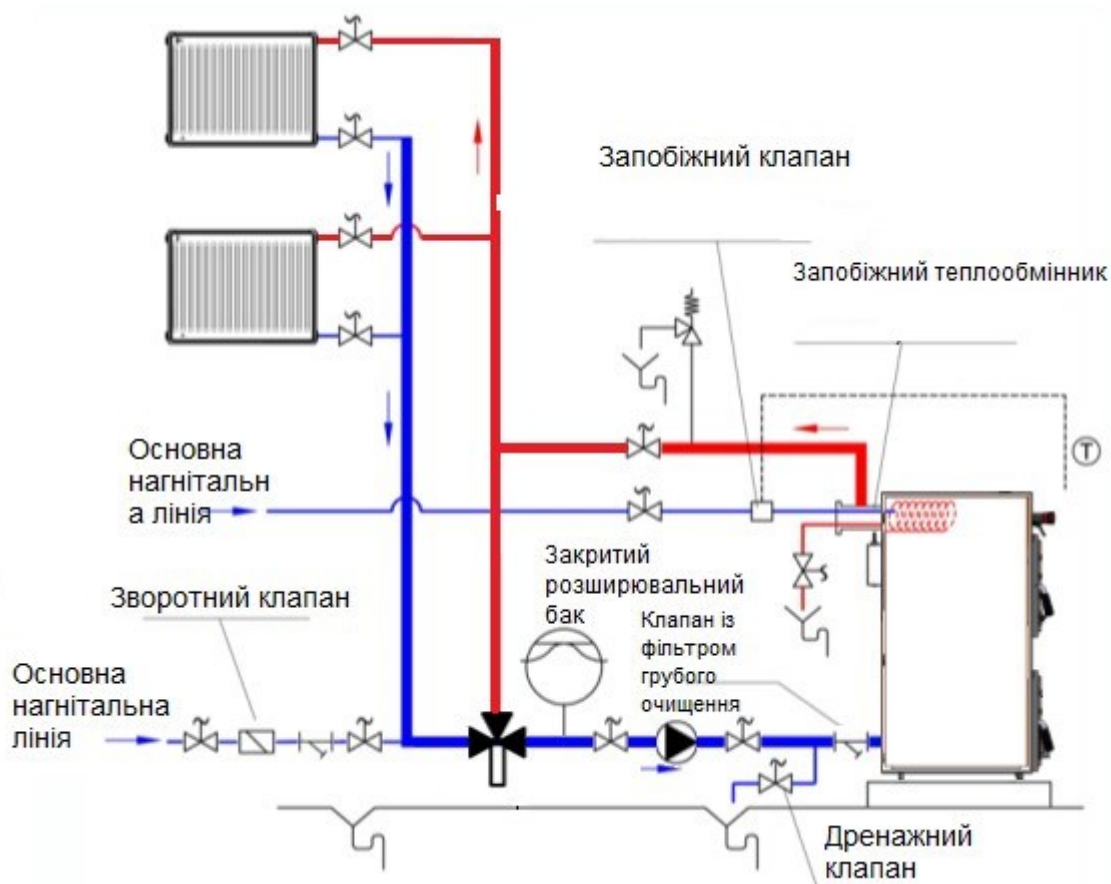 Запобіжний клапан
Запобіжний теплообмінник
Основна
нагнітальн
а лінія
T
Закритий
розширювальний
бак
Зворотний клапан
Клапан із
фільтром
грубого
очищення
Основна
нагнітальна
лінія
Дренажний
клапан